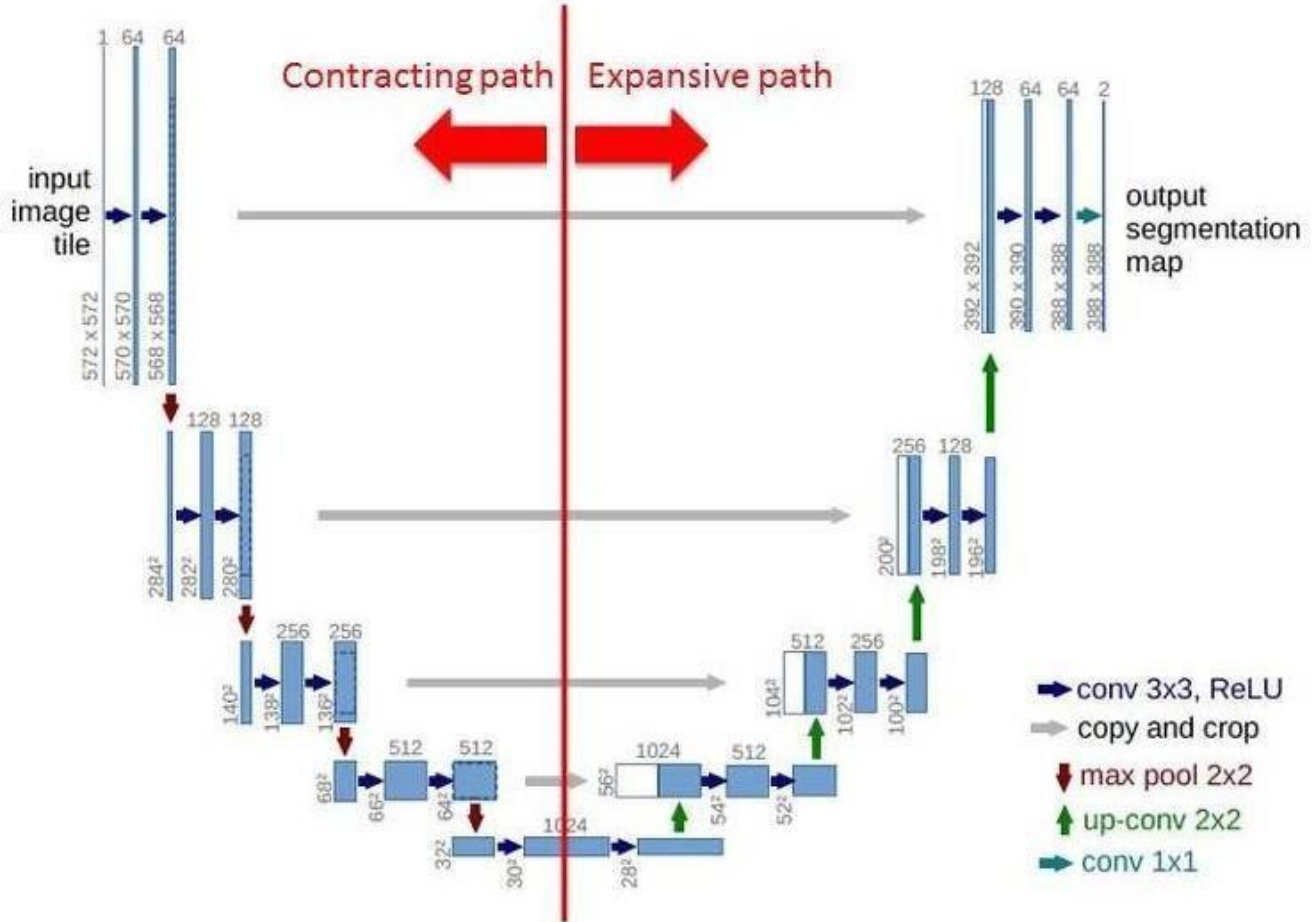 1 64 64
Contracting path
Expansive path
128 64 64 2
input
image
tile
output
segmentation
map
572 x 572
570 x 570
568 x 568
392 x 392
390 x 390
388 x 388
388 x 388
128 128
256 128
284²
282²
280²
200²
198²
196²
256 256
512 256
140²
138²
136²
104²
102²
100²
512 512
1024 512
68²
66²
64²
56²
54²
52²
1024
32²
30²
28²
conv 3x3, ReLU
copy and crop
max pool 2x2
up-conv 2x2
conv 1x1